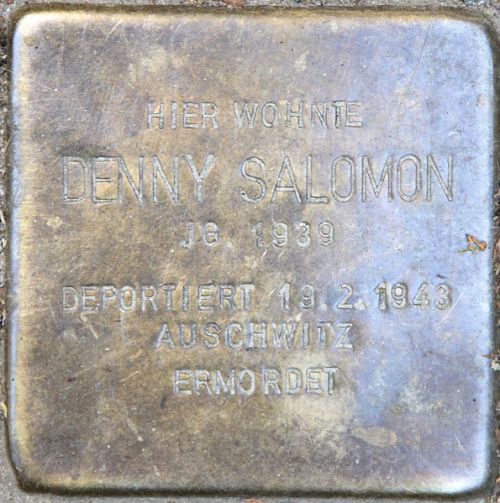 HIER WOHNTE
DENNY SALOMON
JG. 1939
DEPORTIERT 19.2.1943
AUSCHWITZ
ERMORDET